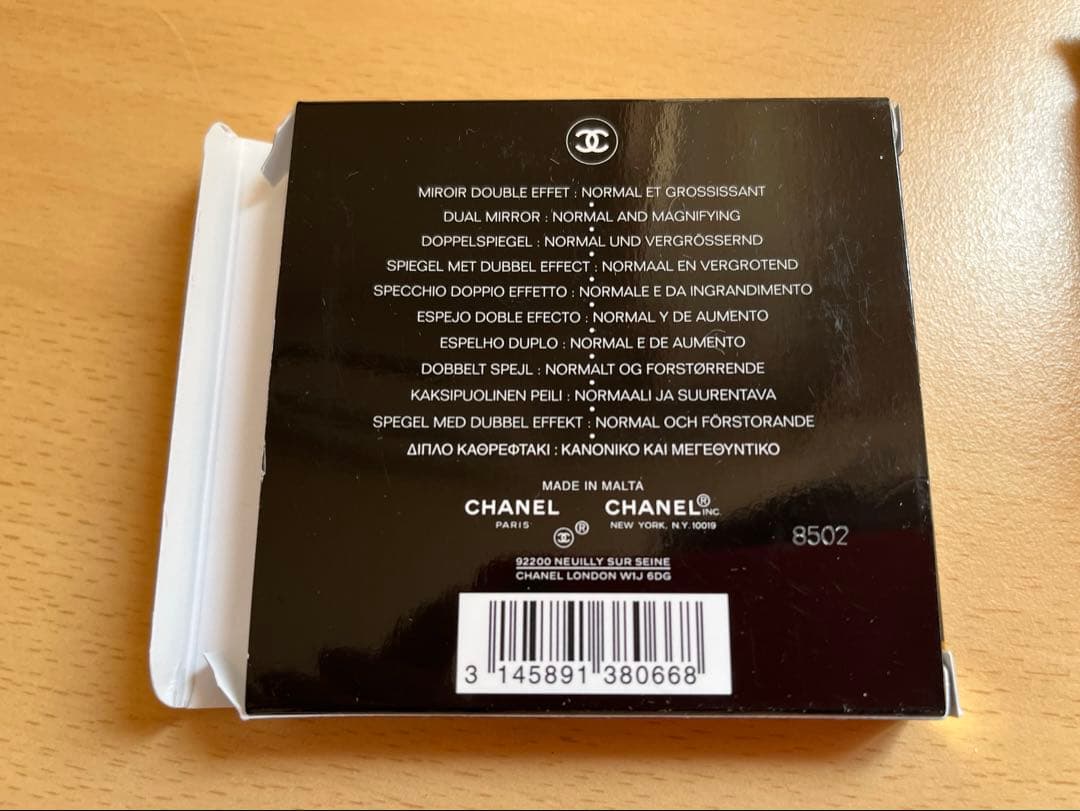 MIROIR DOUBLE EFFET : NORMAL ET GROSSISSANT
DUAL MIRROR : NORMAL AND MAGNIFYING
DOPPELSPIEGEL : NORMAL UND VERGRÖSSERND
SPIEGEL MET DUBBEL EFFECT : NORMAAL EN VERGROTEND
SPECCHIO DOPPIO EFFETTO : NORMALE E DA INGRANDIMENTO
ESPEJO DOBLE EFECTO : NORMAL Y DE AUMENTO
ESPELHO DUPLO : NORMAL E DE AUMENTO
DOBBELT SPEJL : NORMALT OG FORSTØRRENDE
KAKSIPUOLINEN PEILI : NORMAALI JA SUURENTAVA
SPEGEL MED DUBBEL EFFEKT : NORMAL OCH FÖRSTORANDE
ΔΙΠΛΟ ΚΑΘΡΕΦΤΑΚΙ : ΚΑΝΟΝΙΚΟ ΚΑΙ ΜΕΓΕΘΥΝΤΙΚΟ
MADE IN MALTA
CHANEL CHANEL® INC.
PARIS NEW YORK, N.Y. 10019
®
8502
92200 NEUILLY SUR SEINE
CHANEL LONDON W1J 6DG
3 145891 380668